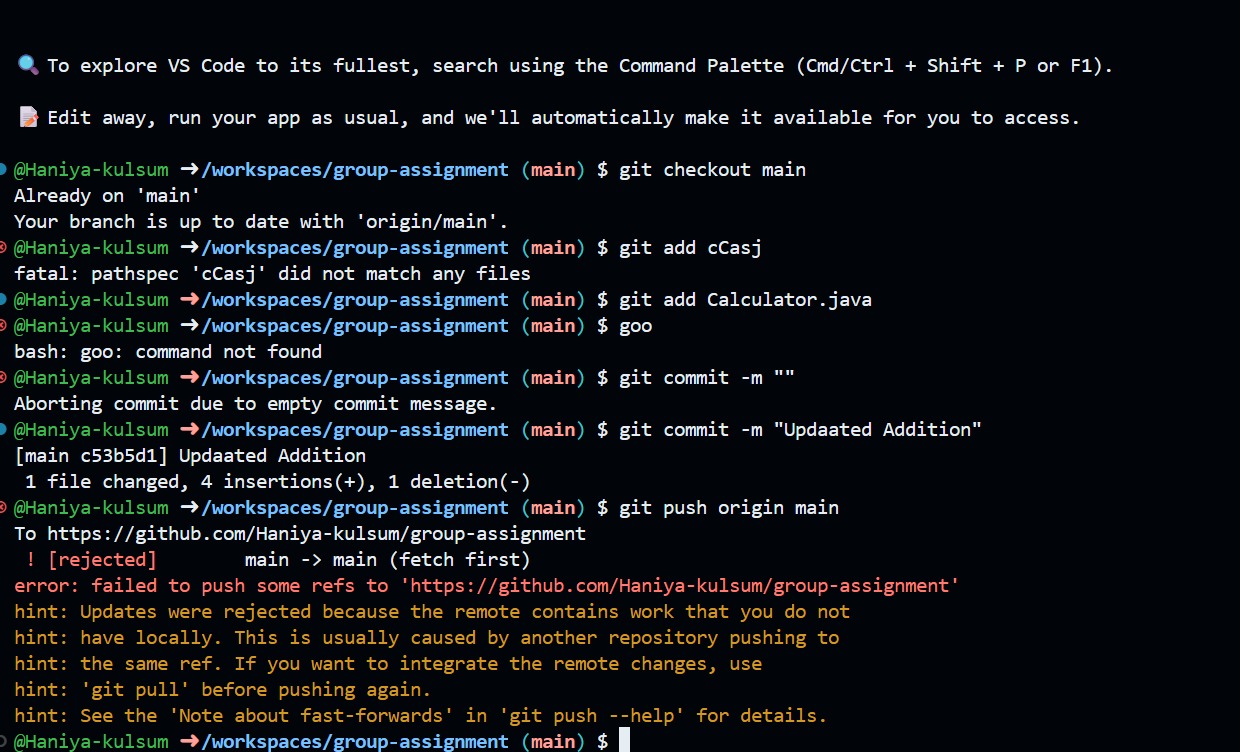 🔍 To explore VS Code to its fullest, search using the Command Palette (Cmd/Ctrl + Shift + P or F1).
📝 Edit away, run your app as usual, and we'll automatically make it available for you to access.
@Haniya-kulsum ➜/workspaces/group-assignment (main) $ git checkout main
Already on 'main'
Your branch is up to date with 'origin/main'.
@Haniya-kulsum ➜/workspaces/group-assignment (main) $ git add cCasj
fatal: pathspec 'cCasj' did not match any files
@Haniya-kulsum ➜/workspaces/group-assignment (main) $ git add Calculator.java
@Haniya-kulsum ➜/workspaces/group-assignment (main) $ goo
bash: goo: command not found
@Haniya-kulsum ➜/workspaces/group-assignment (main) $ git commit -m ""
Aborting commit due to empty commit message.
@Haniya-kulsum ➜/workspaces/group-assignment (main) $ git commit -m "Updaated Addition"
[main c53b5d1] Updaated Addition
 1 file changed, 4 insertions(+), 1 deletion(-)
@Haniya-kulsum ➜/workspaces/group-assignment (main) $ git push origin main
To https://github.com/Haniya-kulsum/group-assignment
 ! [rejected]        main -> main (fetch first)
error: failed to push some refs to 'https://github.com/Haniya-kulsum/group-assignment'
hint: Updates were rejected because the remote contains work that you do not
hint: have locally. This is usually caused by another repository pushing to
hint: the same ref. If you want to integrate the remote changes, use
hint: 'git pull' before pushing again.
hint: See the 'Note about fast-forwards' in 'git push --help' for details.
@Haniya-kulsum ➜/workspaces/group-assignment (main) $